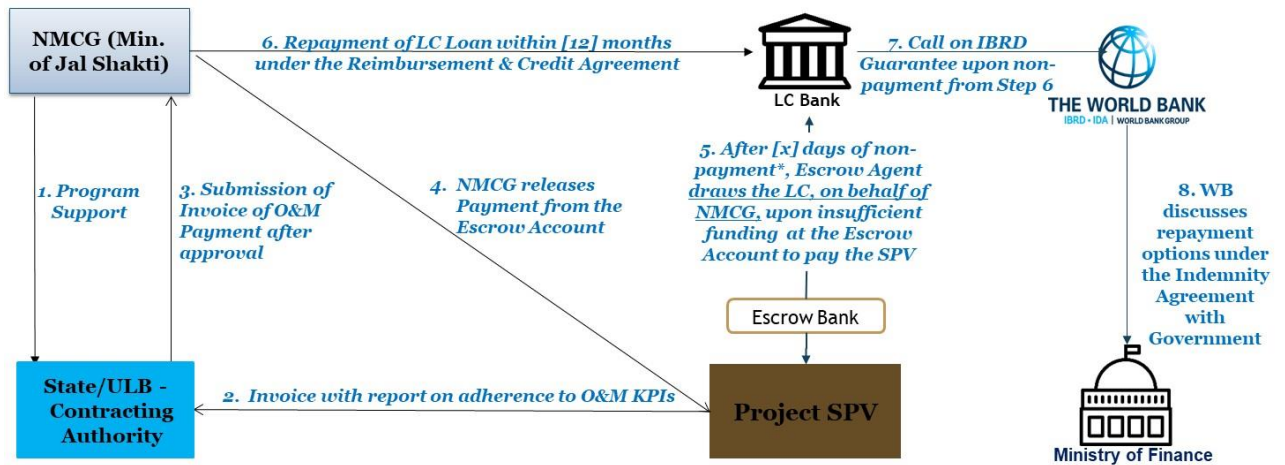 NMCG (Min.
of Jal Shakti)
6. Repayment of LC Loan within [12] months
under the Reimbursement & Credit Agreement
LC Bank
7. Call on IBRD
Guarantee upon non-
payment from Step 6
THE WORLD BANK
IBRD • IDA | WORLD BANK GROUP
1. Program
Support
3. Submission of
Invoice of O&M
Payment after
approval
4. NMCG releases
Payment from the
Escrow Account
5. After [x] days of non-
payment*, Escrow Agent
draws the LC, on behalf of
NMCG, upon insufficient
funding at the Escrow
Account to pay the SPV
8. WB
discusses
repayment
options under
the Indemnity
Agreement
with
Government
Escrow Bank
State/ULB -
Contracting
Authority
2. Invoice with report on adherence to O&M KPIs
Project SPV
Ministry of Finance